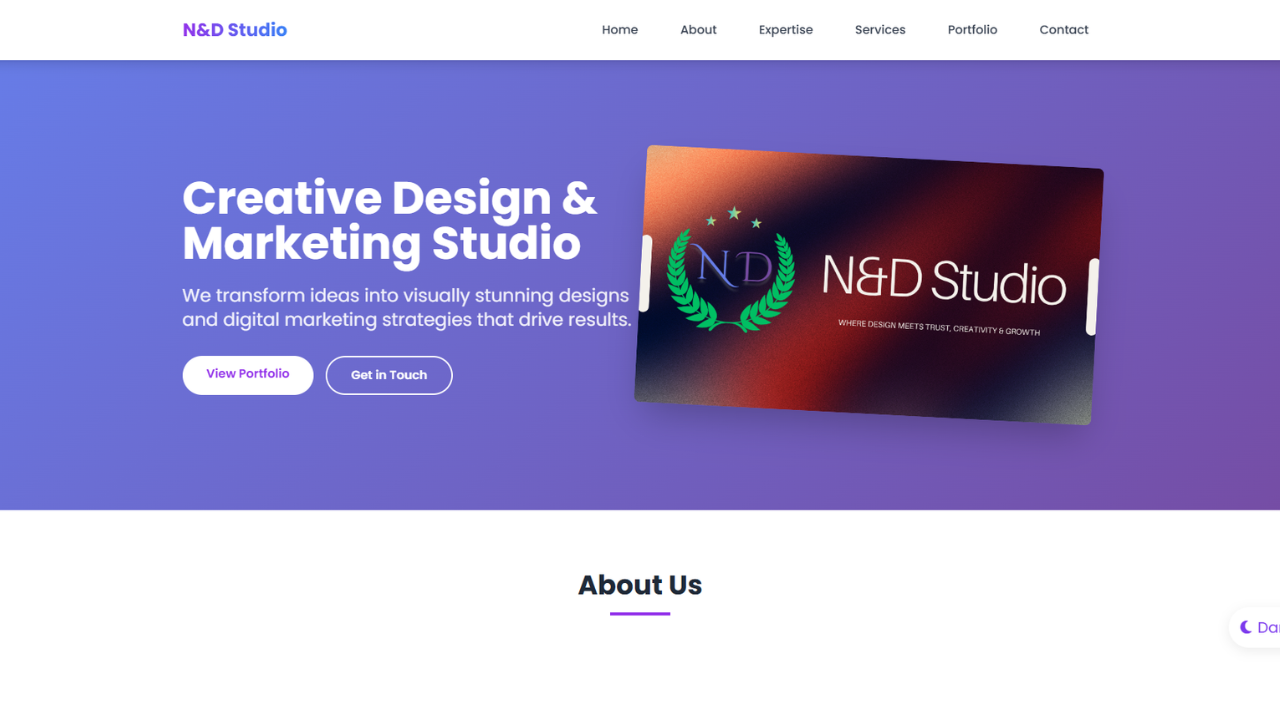 N&D Studio
Home
About
Expertise
Services
Portfolio
Contact
Creative Design &
Marketing Studio
We transform ideas into visually stunning designs
and digital marketing strategies that drive results.
View Portfolio
Get in Touch
N D
N&D Studio
WHERE DESIGN MEETS TRUST, CREATIVITY & GROWTH
About Us